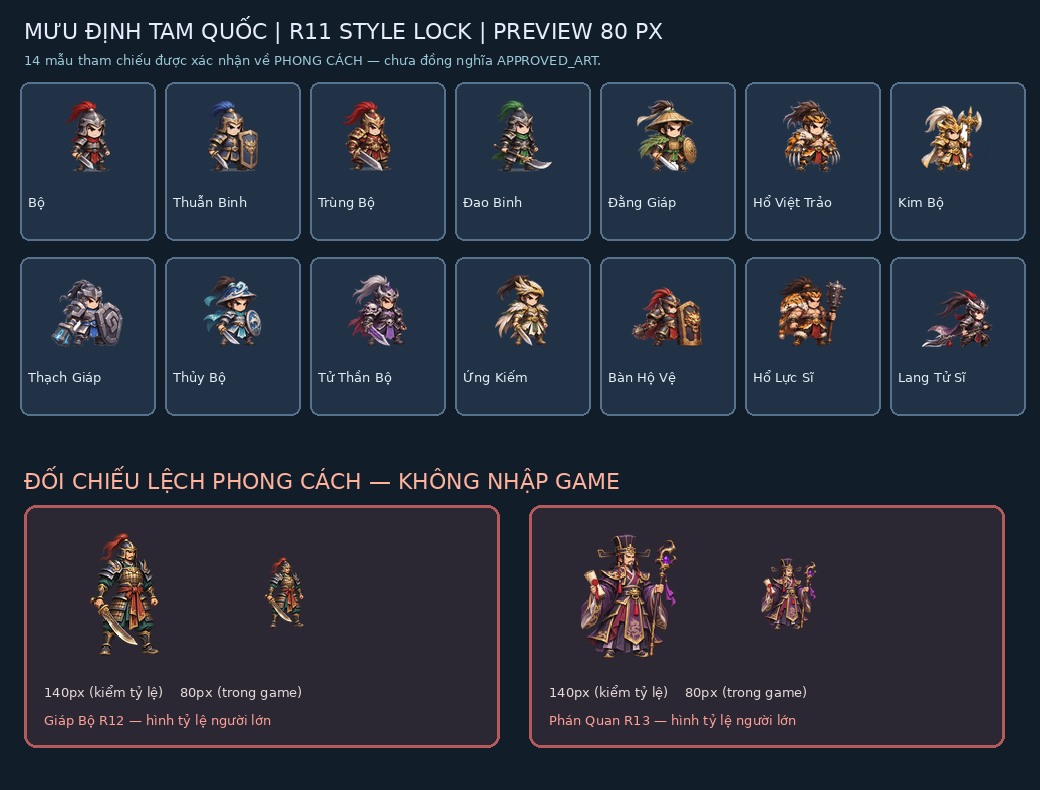 MƯU ĐỊNH TAM QUỐC | R11 STYLE LOCK | PREVIEW 80 PX
14 mẫu tham chiếu được xác nhận về PHONG CÁCH — chưa đồng nghĩa APPROVED_ART.
Bộ
Thuẫn Binh
Trùng Bộ
Đao Binh
Đằng Giáp
Hổ Việt Trảo
Kim Bộ
Thạch Giáp
Thủy Bộ
Tử Thần Bộ
Ứng Kiếm
Bàn Hộ Vệ
Hổ Lực Sĩ
Lang Tử Sĩ
ĐỐI CHIẾU LỆCH PHONG CÁCH — KHÔNG NHẬP GAME
140px (kiểm tỷ lệ) 80px (trong game)
Giáp Bộ R12 — hình tỷ lệ người lớn
140px (kiểm tỷ lệ) 80px (trong game)
Phán Quan R13 — hình tỷ lệ người lớn